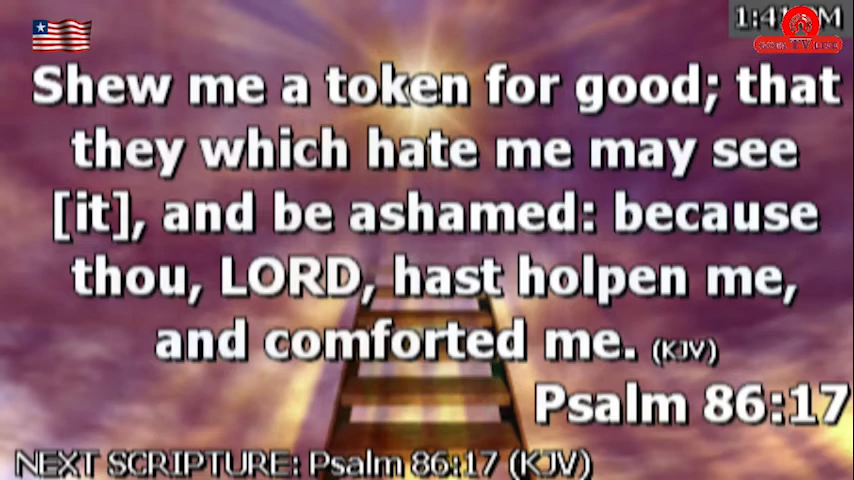 Shew me a token for good; that
they which hate me may see
[it], and be ashamed: because
thou, LORD, hast holpen me,
and comforted me. (KJV)
Psalm 86:17
NEXT SCRIPTURE: Psalm 86:17 (KJV)
TV